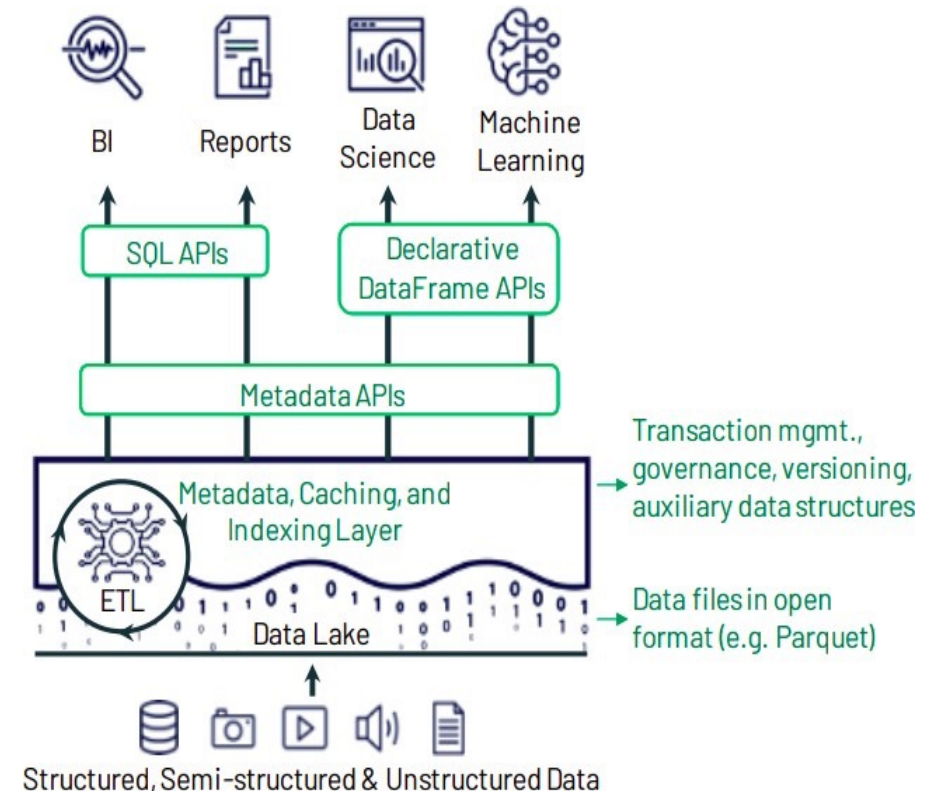 BI
Reports
Data
Science
Machine
Learning
SQL APIs
Declarative
DataFrame APIs
Metadata APIs
Metadata, Caching, and
Indexing Layer
Transaction mgmt.,
governance, versioning,
auxiliary data structures
ETL
Data Lake
Data files in open
format (e.g. Parquet)
Structured, Semi-structured & Unstructured Data